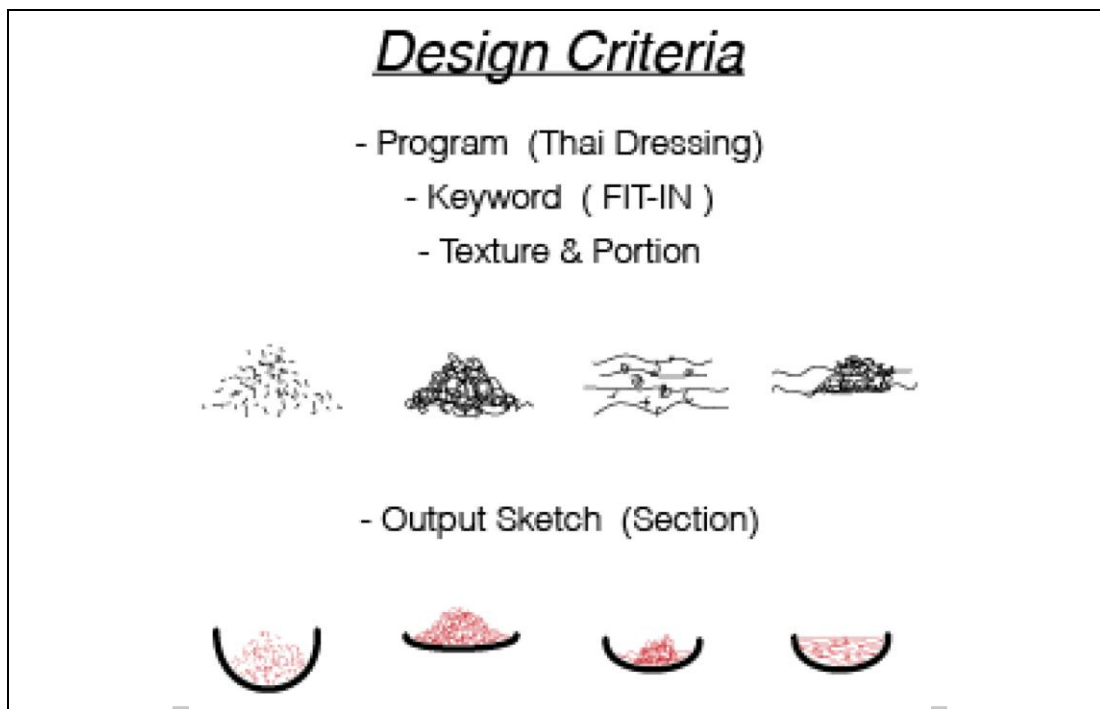 Design Criteria
- Program (Thai Dressing)
- Keyword ( FIT-IN )
- Texture & Portion
- Output Sketch (Section)